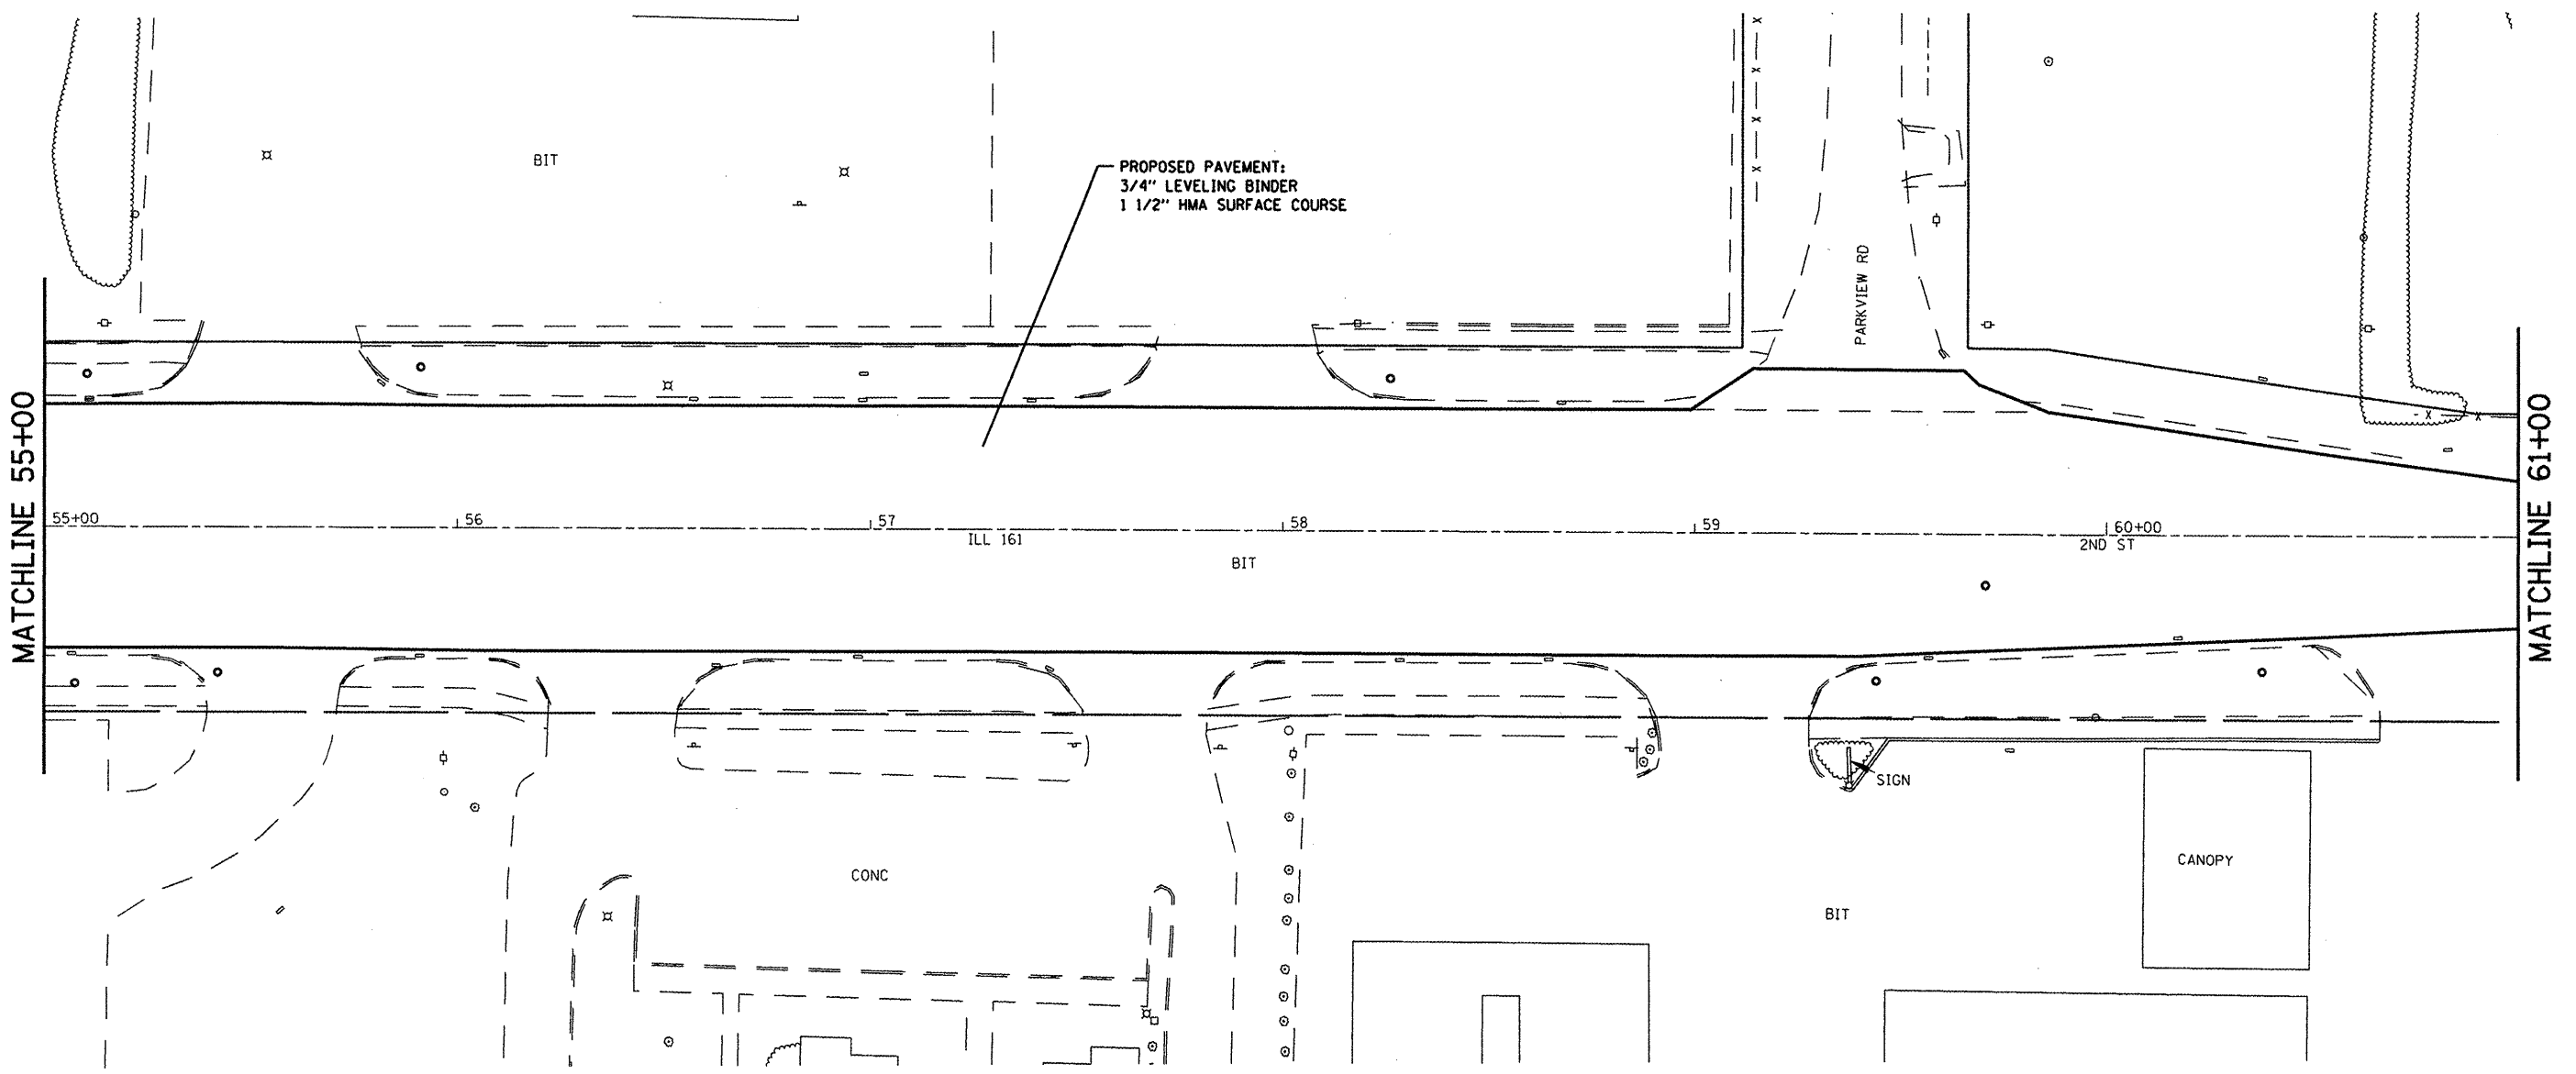 BIT
PROPOSED PAVEMENT:
3/4" LEVELING BINDER
1 1/2" HMA SURFACE COURSE
PARKVIEW RD
MATCHLINE 55+00
MATCHLINE 61+00
55+00
56
57
58
59
60+00
ILL 161
2ND ST
BIT
SIGN
CONC
CANOPY
BIT